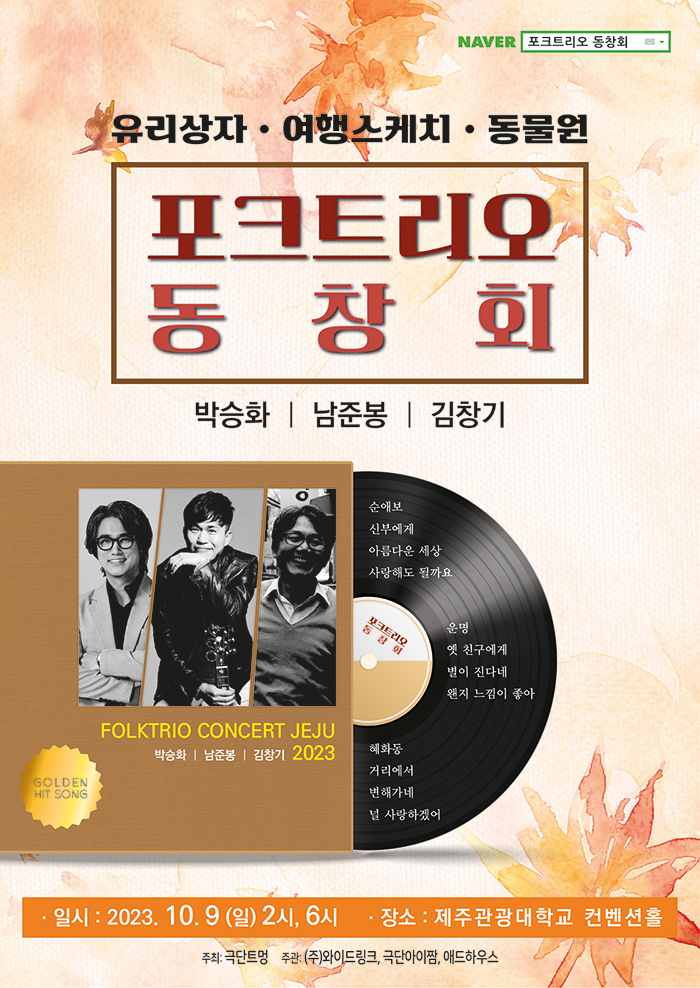 NAVER 포크트리오 동창회
유리상자 · 여행스케치 · 동물원
포크트리오
동창회
박승화 | 남준봉 | 김창기
순애보
신부에게
아름다운 세상
사랑해도 될까요
포크트리오
동창회
운명
옛 친구에게
별이 진다네
왠지 느낌이 좋아
혜화동
거리에서
변해가네
널 사랑하겠어
FOLKTRIO CONCERT JEJU
박승화 | 남준봉 | 김창기 2023
GOLDEN
HIT SONG
· 일시 : 2023. 10. 9 (일) 2시, 6시 · 장소 : 제주관광대학교 컨벤션홀
주최: 극단트멍 주관: (주)와이드링크, 극단아이짬, 애드하우스